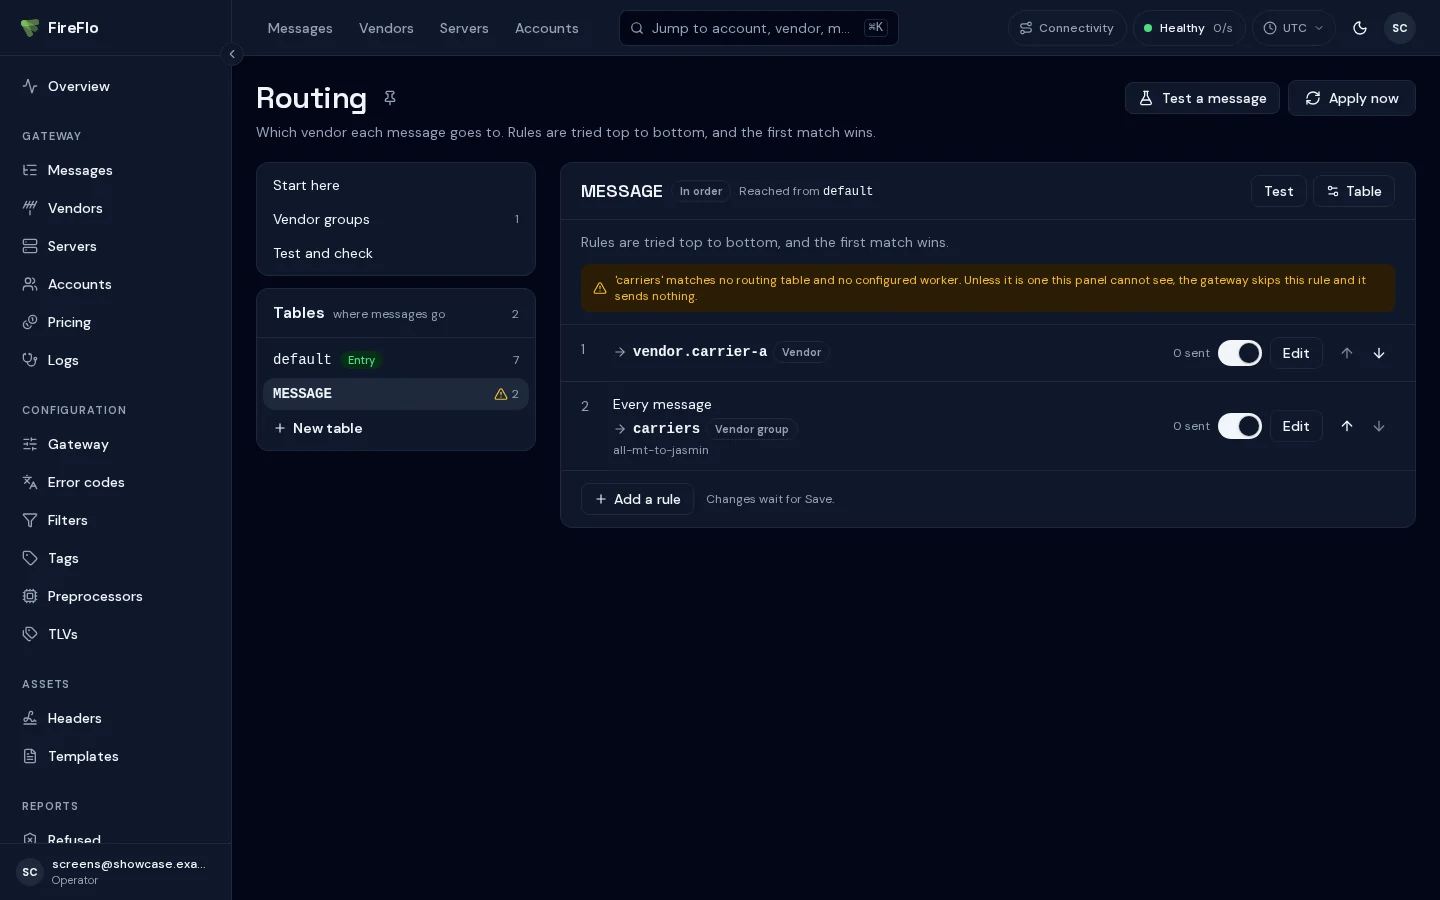 FireFlo
Messages Vendors Servers Accounts
Jump to account, vendor, m... ⌘K
Connectivity
Healthy 0/s
UTC
SC
Overview
GATEWAY
Messages
Vendors
Servers
Accounts
Pricing
Logs
CONFIGURATION
Gateway
Error codes
Filters
Tags
Preprocessors
TLVs
ASSETS
Headers
Templates
REPORTS
Refused
SC
screens@showcase.exa...
Operator
Routing
Test a message
Apply now
Which vendor each message goes to. Rules are tried top to bottom, and the first match wins.
Start here
Vendor groups 1
Test and check
Tables where messages go 2
default Entry 7
MESSAGE 2
New table
MESSAGE In order Reached from default
Test
Table
Rules are tried top to bottom, and the first match wins.
'carriers' matches no routing table and no configured worker. Unless it is one this panel cannot see, the gateway skips this rule and it
sends nothing.
1 → vendor.carrier-a Vendor 0 sent Edit ↑ ↓
2 Every message
→ carriers Vendor group 0 sent Edit ↑ ↓
all-mt-to-jasmin
+ Add a rule Changes wait for Save.